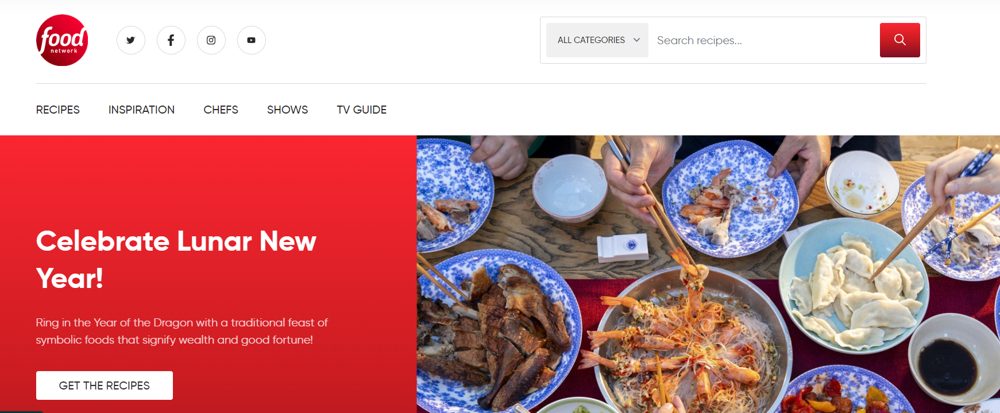 food
network
ALL CATEGORIES
Search recipes...
RECIPES
INSPIRATION
CHEFS
SHOWS
TV GUIDE
Celebrate Lunar New
Year!
Ring in the Year of the Dragon with a traditional feast of
symbolic foods that signify wealth and good fortune!
GET THE RECIPES